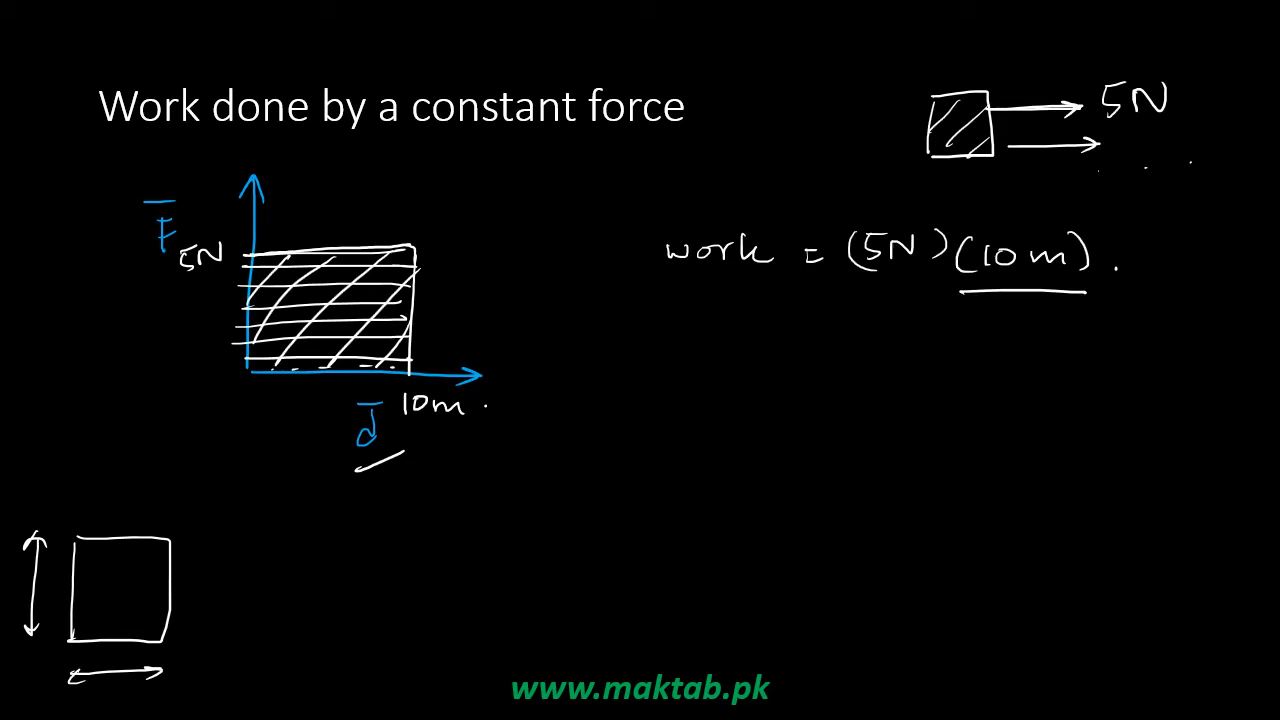 Work done by a constant force
5N
F
5N
work = (5N)(10m).
10m.
d
www.maktab.pk